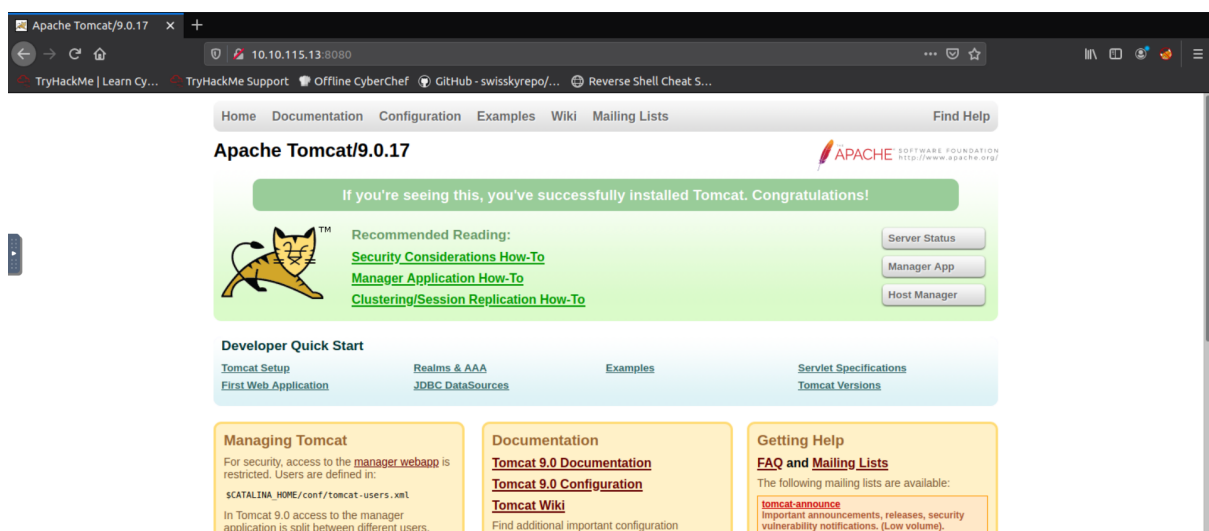 Apache Tomcat/9.0.17
10.10.115.13:8080
TryHackMe | Learn Cy...
TryHackMe Support
Offline CyberChef
GitHub - swisskyrepo/...
Reverse Shell Cheat S...
Home
Documentation
Configuration
Examples
Wiki
Mailing Lists
Find Help
Apache Tomcat/9.0.17
APACHE
SOFTWARE FOUNDATION
http://www.apache.org/
If you're seeing this, you've successfully installed Tomcat. Congratulations!
TM
Recommended Reading:
Security Considerations How-To
Manager Application How-To
Clustering/Session Replication How-To
Server Status
Manager App
Host Manager
Developer Quick Start
Tomcat Setup
First Web Application
Realms & AAA
JDBC DataSources
Examples
Servlet Specifications
Tomcat Versions
Managing Tomcat
For security, access to the manager webapp is
restricted. Users are defined in:
$CATALINA_HOME/conf/tomcat-users.xml
In Tomcat 9.0 access to the manager
application is split between different users.
Documentation
Tomcat 9.0 Documentation
Tomcat 9.0 Configuration
Tomcat Wiki
Find additional important configuration
Getting Help
FAQ and Mailing Lists
The following mailing lists are available:
tomcat-announce
Important announcements, releases, security
vulnerability notifications. (Low volume).